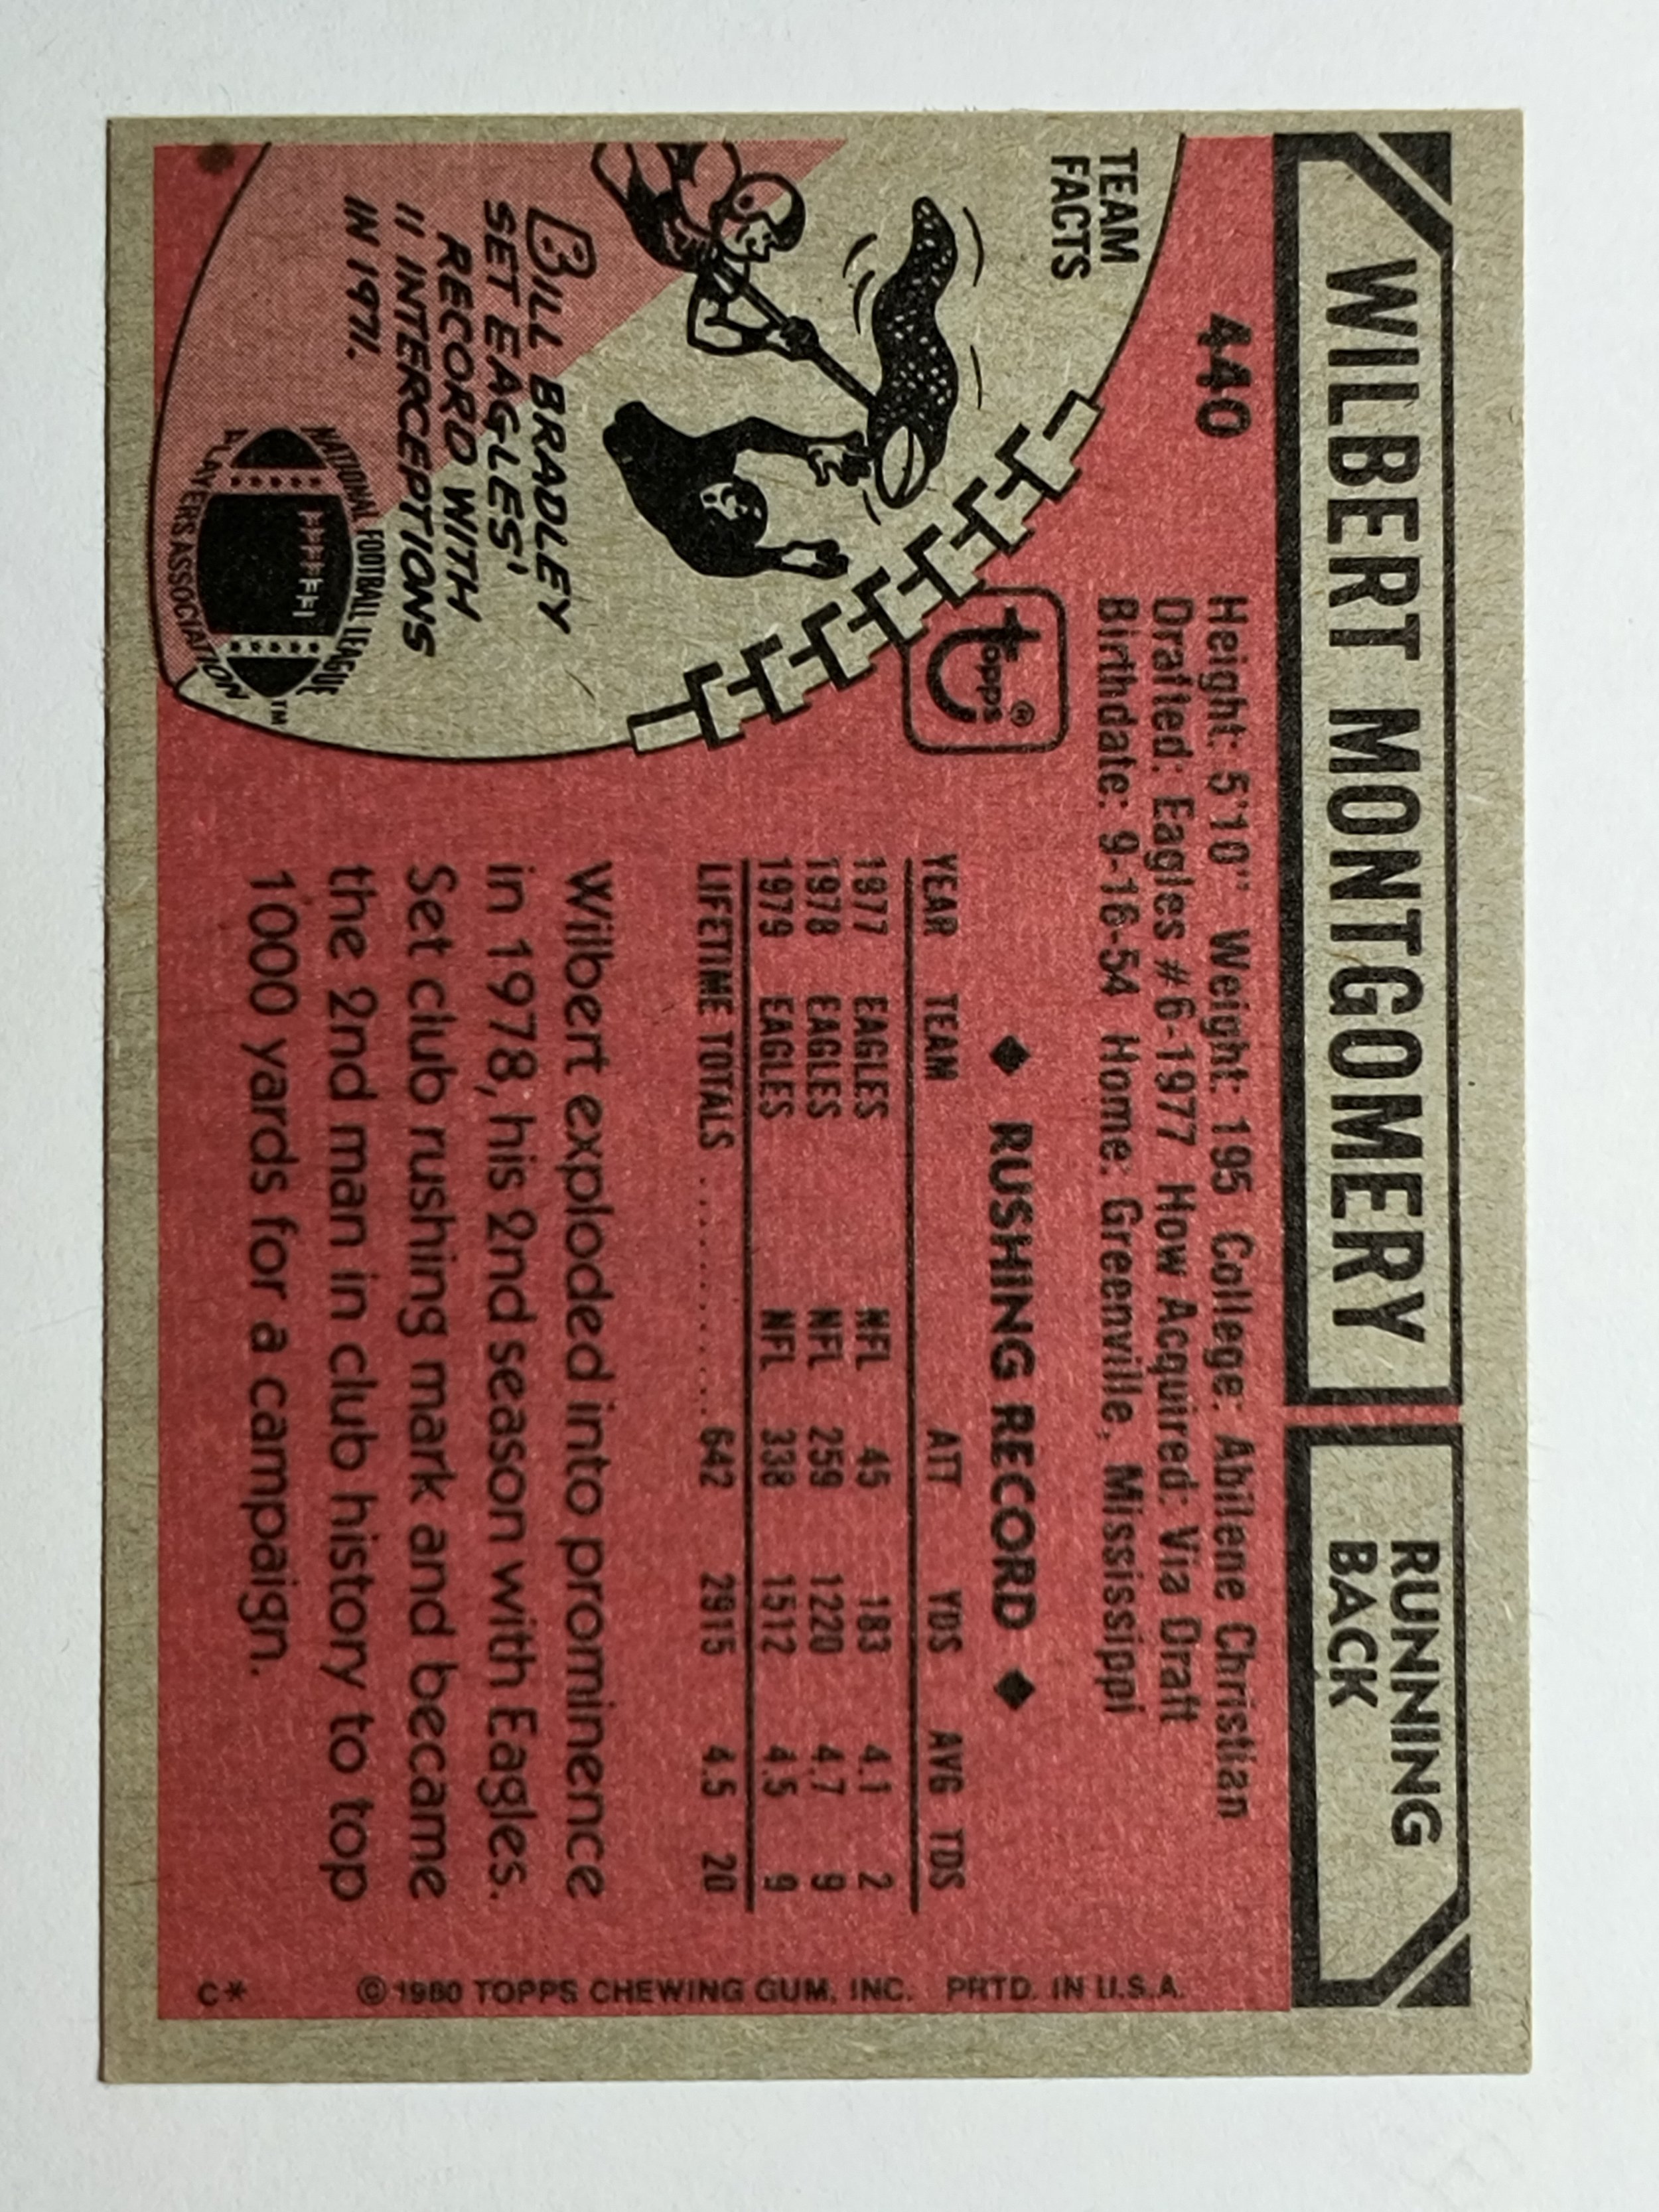 WILBERT MONTGOMERY
RUNNING
BACK
440
Height: 5'10" Weight: 195 College: Abilene Christian
Drafted: Eagles #6-1977 How Acquired: Via Draft
Birthdate: 9-16-54 Home: Greenville, Mississippi
TEAM
FACTS
topps®
◆ RUSHING RECORD ◆
YEAR TEAM ATT YDS AVG TDS
1977 EAGLES NFL 45 183 4.1 2
1978 EAGLES NFL 259 1220 4.7 9
1979 EAGLES NFL 338 1512 4.5 9
LIFETIME TOTALS . . . . . . . . . . . . 642 2915 4.5 20
BILL BRADLEY
SET EAGLES'
RECORD WITH
11 INTERCEPTIONS
IN 1971.
NATIONAL FOOTBALL LEAGUE
PLAYERS ASSOCIATION
TM
Wilbert exploded into prominence
in 1978, his 2nd season with Eagles.
Set club rushing mark and became
the 2nd man in club history to top
1000 yards for a campaign.
© 1980 TOPPS CHEWING GUM, INC. PRTD. IN U.S.A.
C*